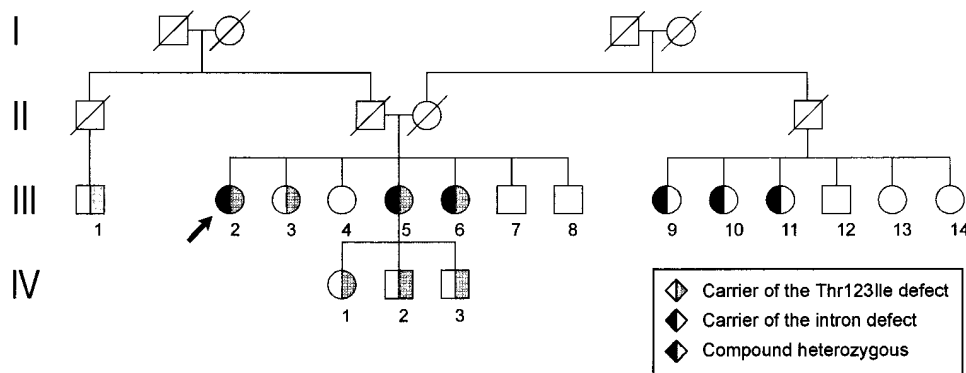 I
II
III
1 2 3 4 5 6 7 8 9 10 11 12 13 14
IV
1 2 3
Carrier of the Thr123Ile defect
Carrier of the intron defect
Compound heterozygous